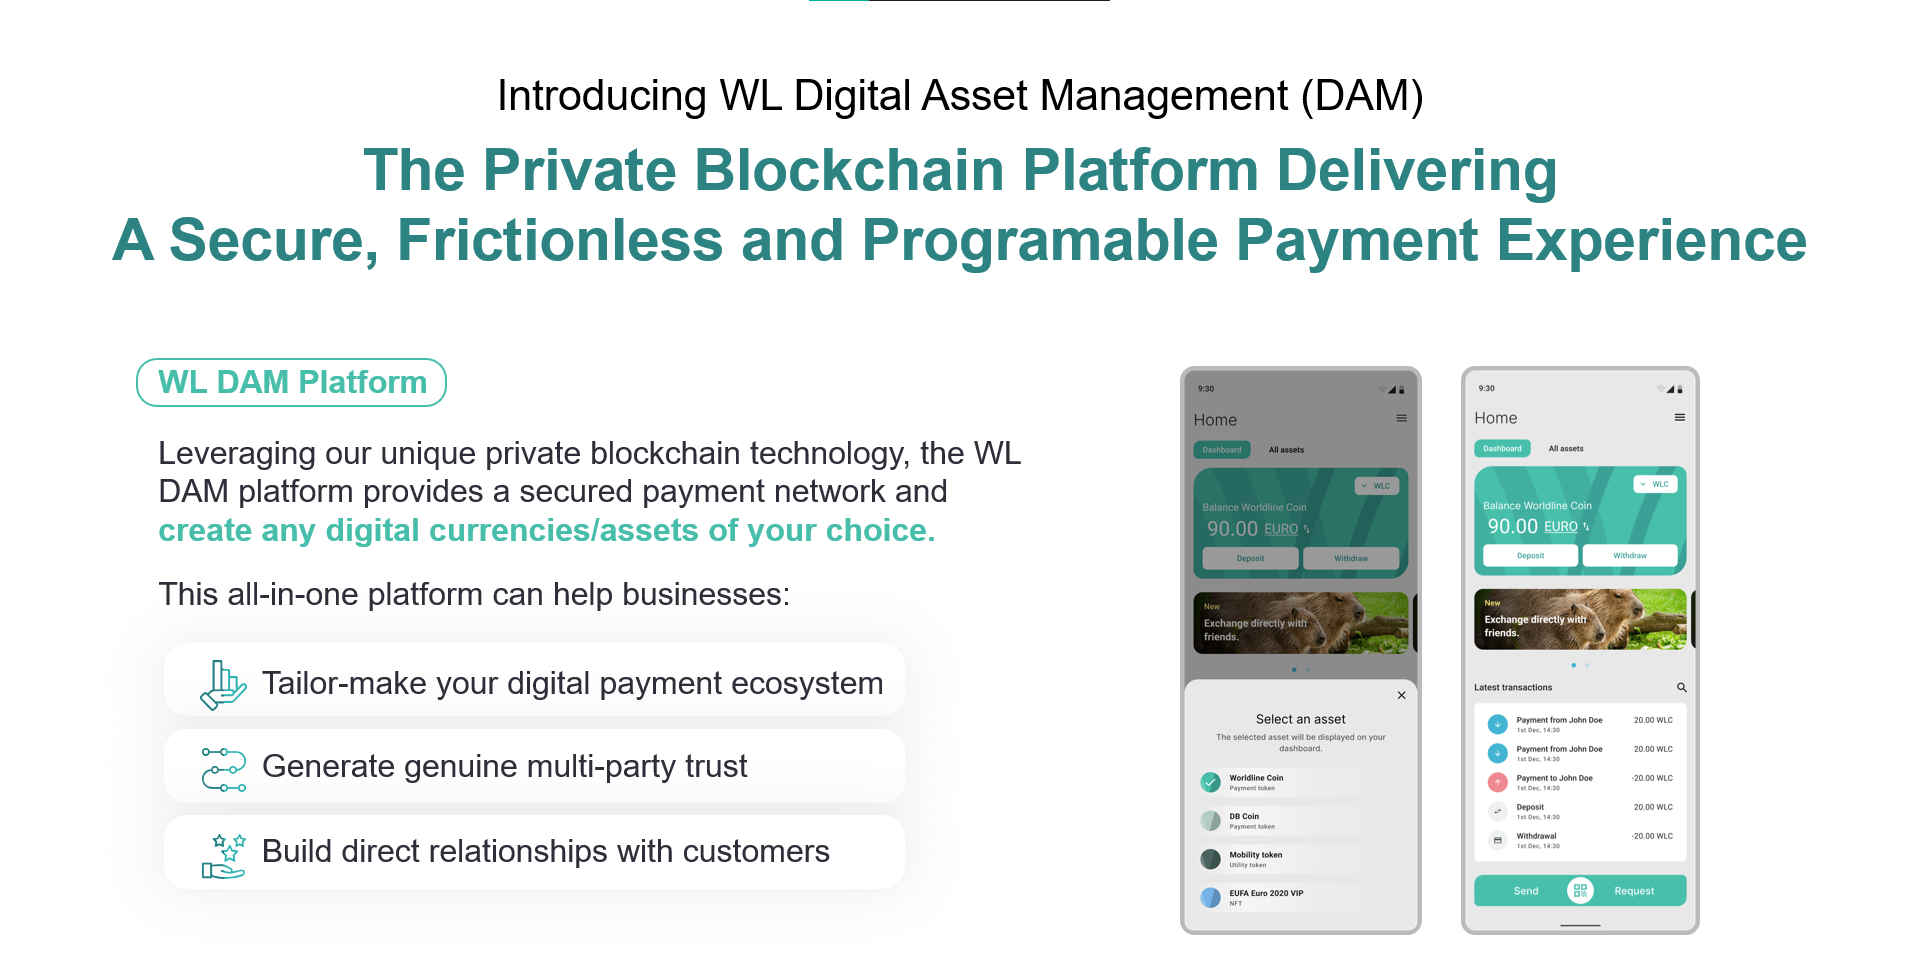 Introducing WL Digital Asset Management (DAM)
The Private Blockchain Platform Delivering
A Secure, Frictionless and Programable Payment Experience
WL DAM Platform
Leveraging our unique private blockchain technology, the WL
DAM platform provides a secured payment network and
create any digital currencies/assets of your choice.
This all-in-one platform can help businesses:
Tailor-make your digital payment ecosystem
Generate genuine multi-party trust
Build direct relationships with customers
9:30
Home
Dashboard All assets
WLC
Balance Worldline Coin
90.00 EURO
Deposit Withdraw
New
Exchange directly with
friends.
Select an asset
The selected asset will be displayed on your
dashboard.
Worldline Coin
Payment token
DB Coin
Payment token
Mobility token
Utility token
EUFA Euro 2020 VIP
NFT
9:30
Home
Dashboard All assets
WLC
Balance Worldline Coin
90.00 EURO
Deposit Withdraw
New
Exchange directly with
friends.
Latest transactions
Payment from John Doe 20.00 WLC
1st Dec, 14:30
Payment from John Doe 20.00 WLC
1st Dec, 14:30
Payment to John Doe -20.00 WLC
1st Dec, 14:30
Deposit 20.00 WLC
1st Dec, 14:30
Withdrawal -20.00 WLC
1st Dec, 14:30
Send Request